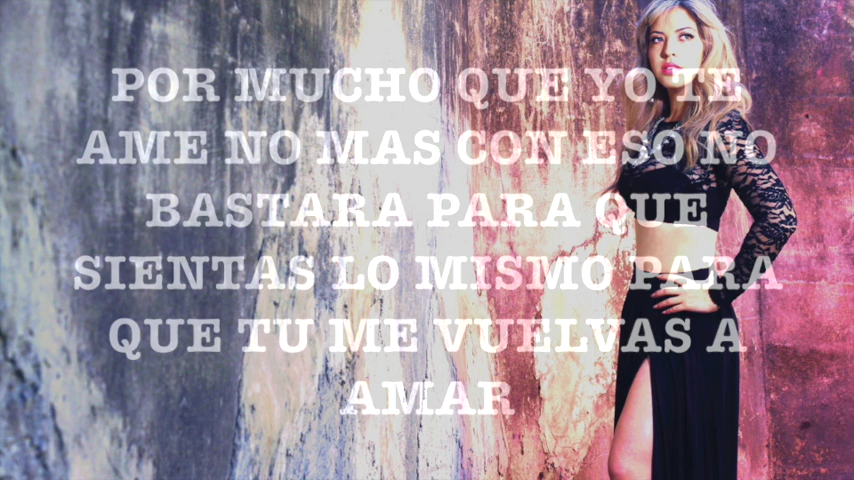 POR MUCHO QUE YO TE
AME NO MAS CON ESO NO
BASTARA PARA QUE
SIENTAS LO MISMO PARA
QUE TU ME VUELVAS A
AMAR